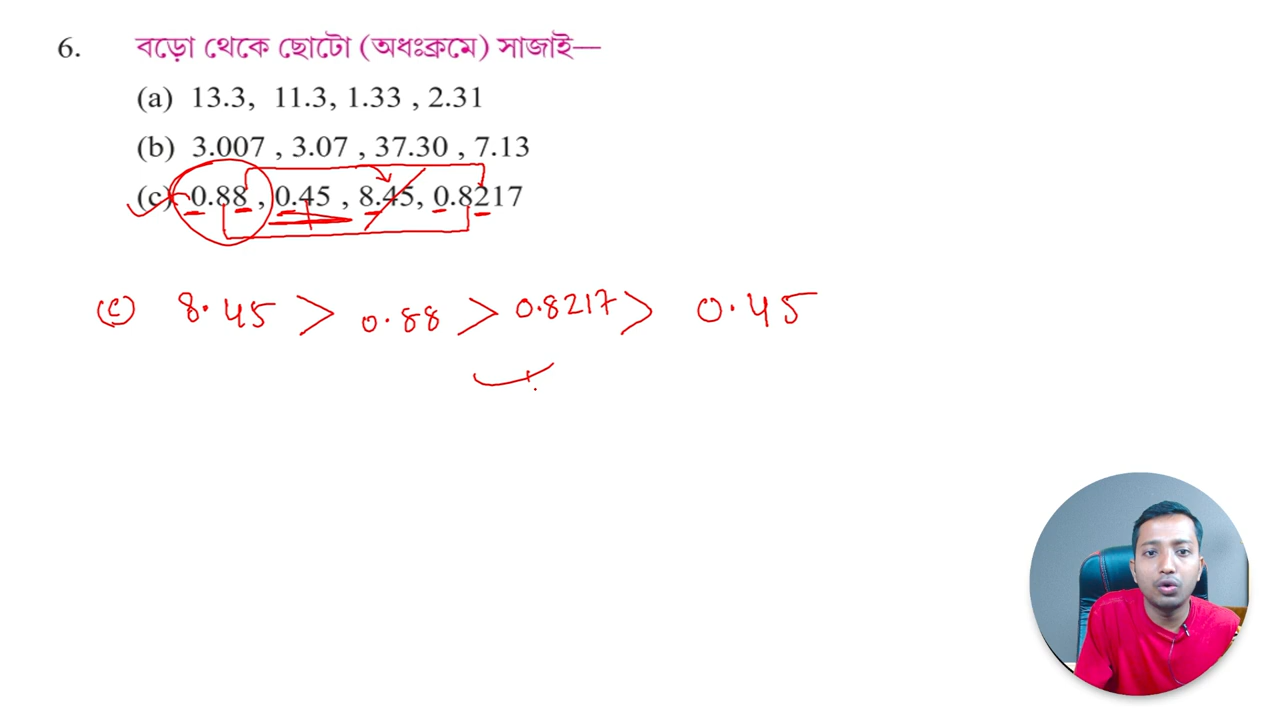 6. বড়ো থেকে ছোটো (অধঃক্রমে) সাজাই—
(a) 13.3, 11.3, 1.33 , 2.31
(b) 3.007 , 3.07 , 37.30 , 7.13
(c) 0.88 , 0.45 , 8.45, 0.8217
(c) 8.45 > 0.88 > 0.8217 > 0.45